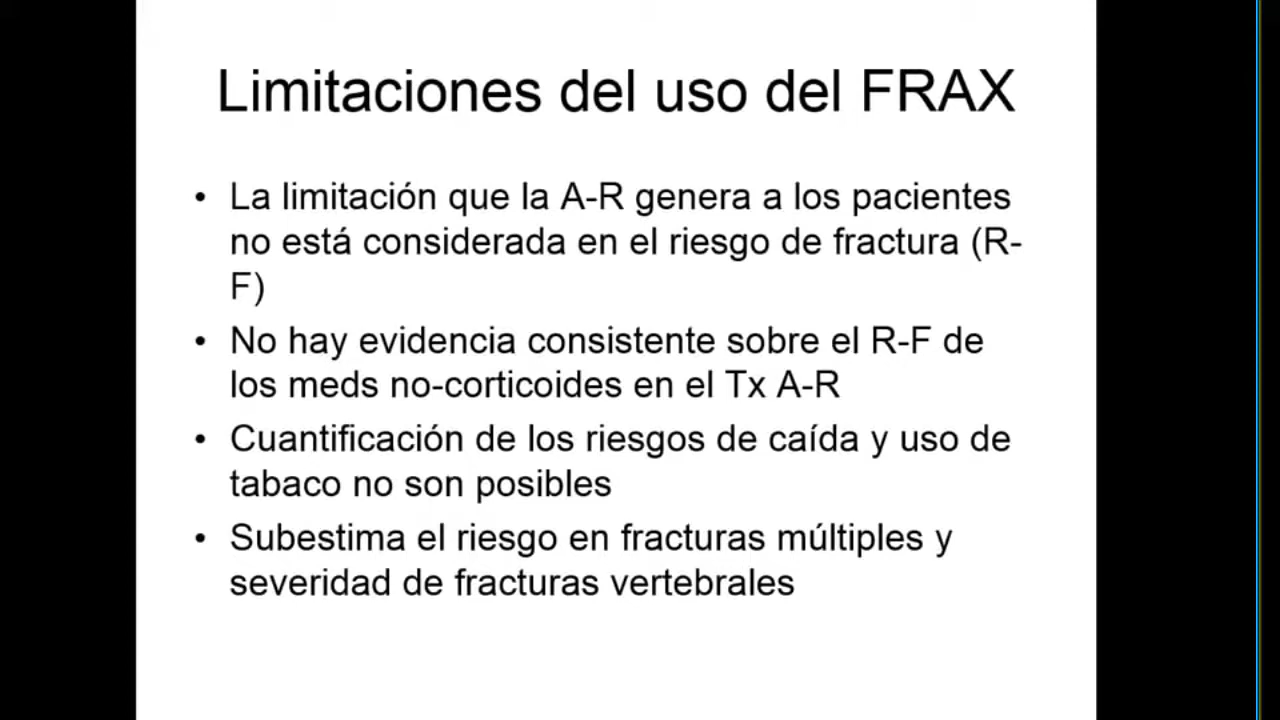 Limitaciones del uso del FRAX
• La limitación que la A-R genera a los pacientes
no está considerada en el riesgo de fractura (R-
F)
• No hay evidencia consistente sobre el R-F de
los meds no-corticoides en el Tx A-R
• Cuantificación de los riesgos de caída y uso de
tabaco no son posibles
• Subestima el riesgo en fracturas múltiples y
severidad de fracturas vertebrales